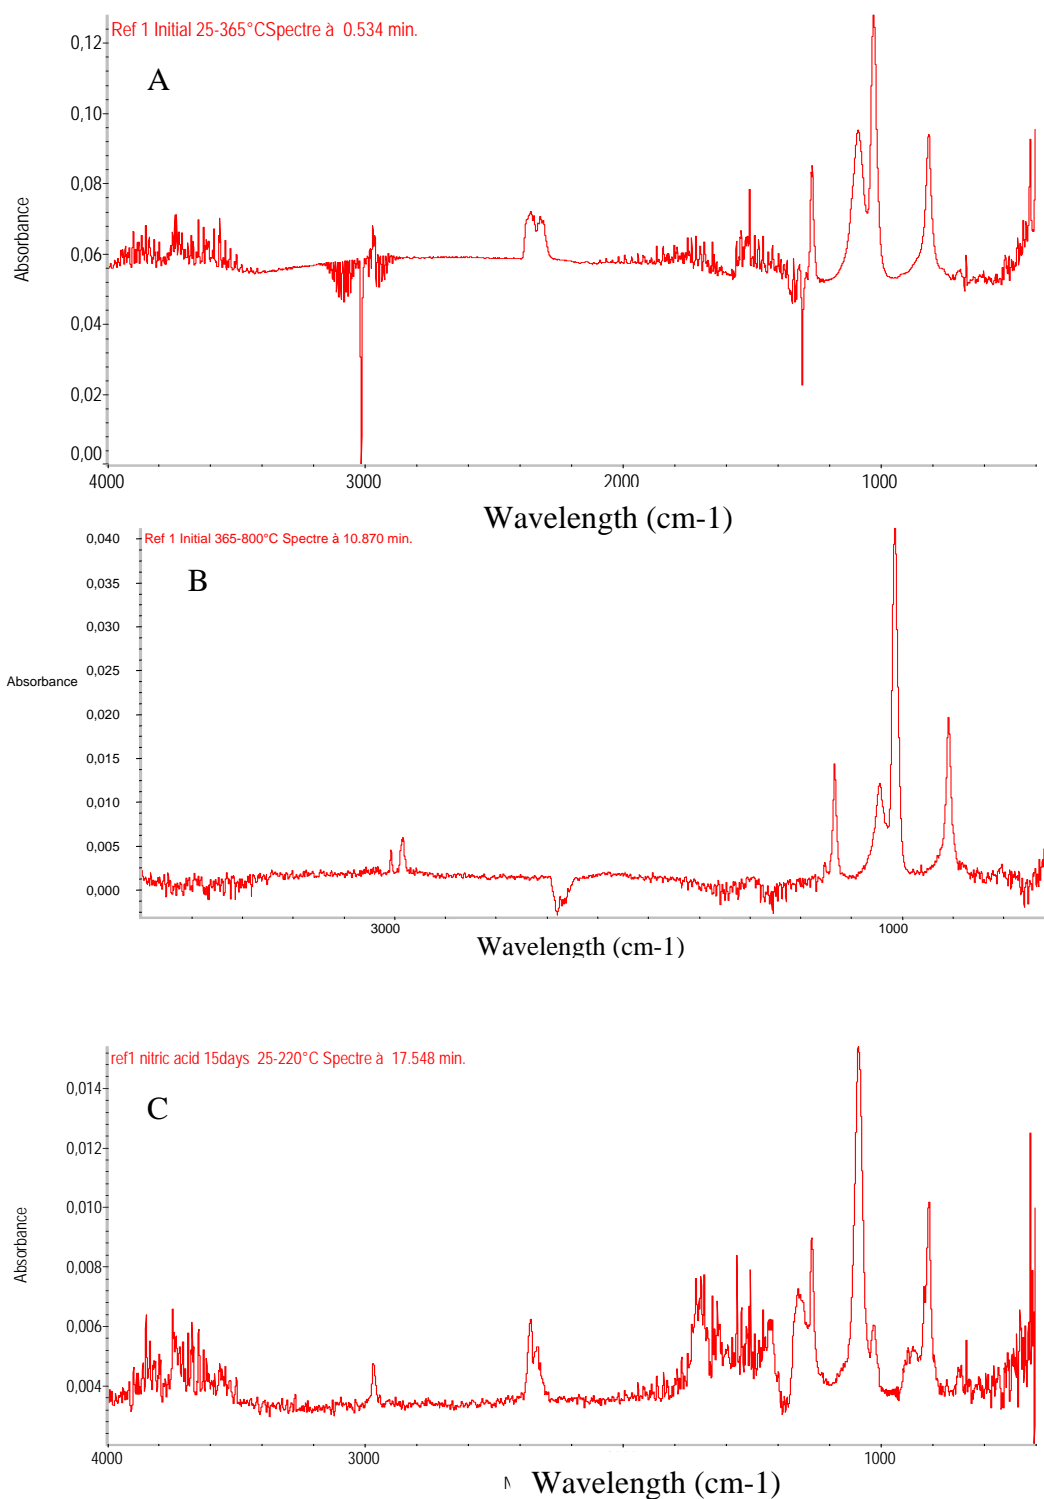 Ref 1 Initial 25-365°CSpectre à 0.534 min.
A
0,12
0,10
0,08
0,06
0,04
0,02
0,00
Absorbance
4000 3000 2000 1000
Wavelength (cm-1)
Ref 1 Initial 365-800°C Spectre à 10.870 min.
B
0,040
0,035
0,030
0,025
0,020
0,015
0,010
0,005
0,000
Absorbance
3000 1000
Wavelength (cm-1)
ref1 nitric acid 15days 25-220°C Spectre à 17.548 min.
C
0,014
0,012
0,010
0,008
0,006
0,004
Absorbance
4000 3000 1000
Wavelength (cm-1)